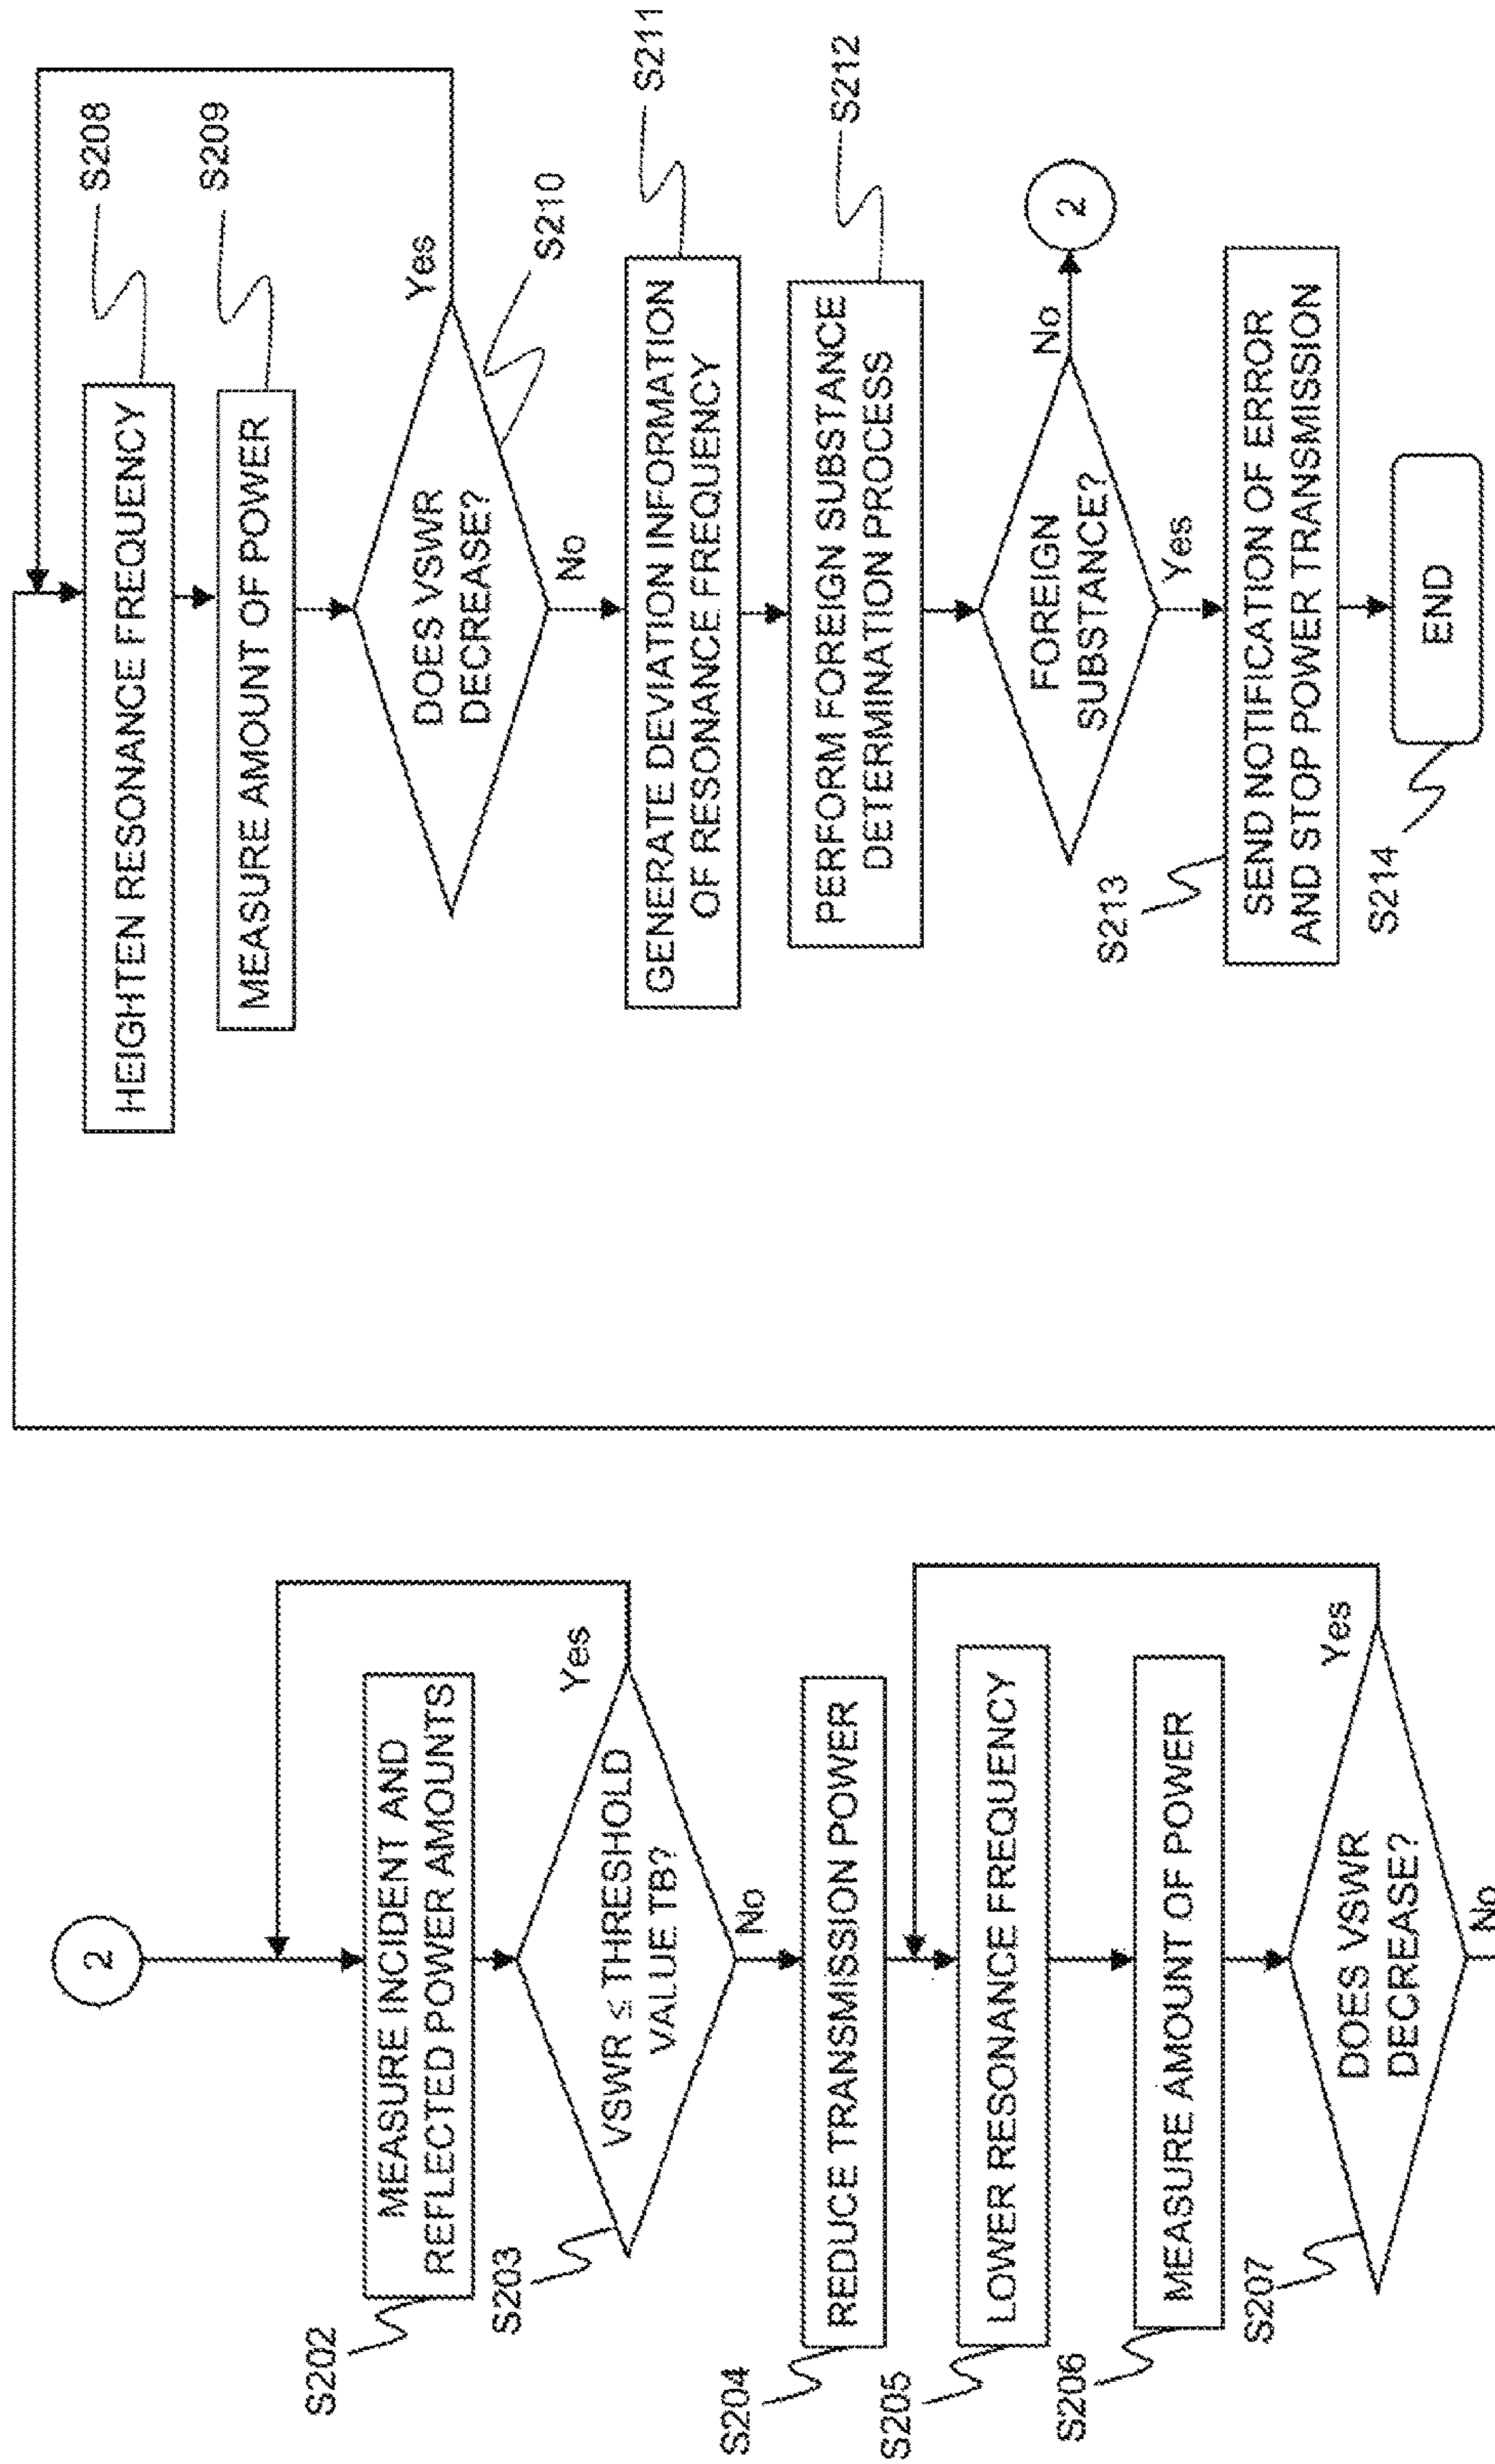 2
S202
MEASURE INCIDENT AND
REFLECTED POWER AMOUNTS
S203
VSWR ≤ THRESHOLD
VALUE TB?
Yes
No
S204
REDUCE TRANSMISSION POWER
S205
LOWER RESONANCE FREQUENCY
S206
MEASURE AMOUNT OF POWER
S207
DOES VSWR
DECREASE?
Yes
No
HEIGHTEN RESONANCE FREQUENCY
S208
MEASURE AMOUNT OF POWER
S209
DOES VSWR
DECREASE?
Yes
S210
No
GENERATE DEVIATION INFORMATION
OF RESONANCE FREQUENCY
S211
PERFORM FOREIGN SUBSTANCE
DETERMINATION PROCESS
S212
FOREIGN
SUBSTANCE?
No
2
Yes
S213
SEND NOTIFICATION OF ERROR
AND STOP POWER TRANSMISSION
S214
END